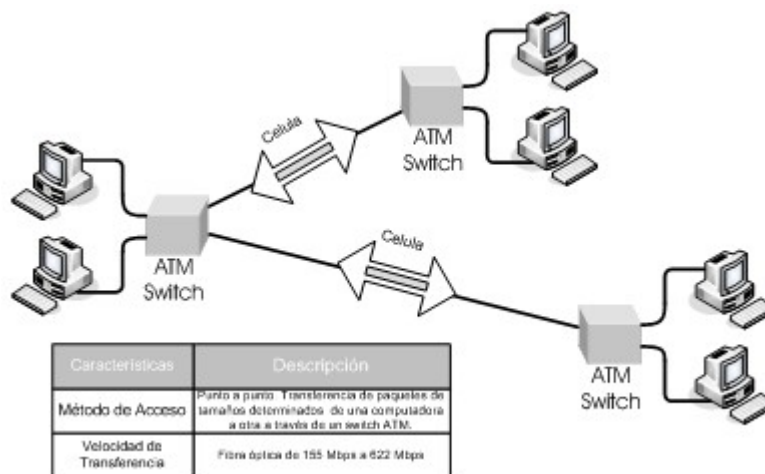 Celula
ATM
Switch
ATM
Switch
Celula
ATM
Switch
Características
Descripción
Método de Acceso
Punto a punto. Transferencia de paqueles de
tamaños determinados de una computadora
a otra a través de un switch ATM.
Velocidad de
Transferencia
Fibra óptica de 155 Mbps a 622 Mbps